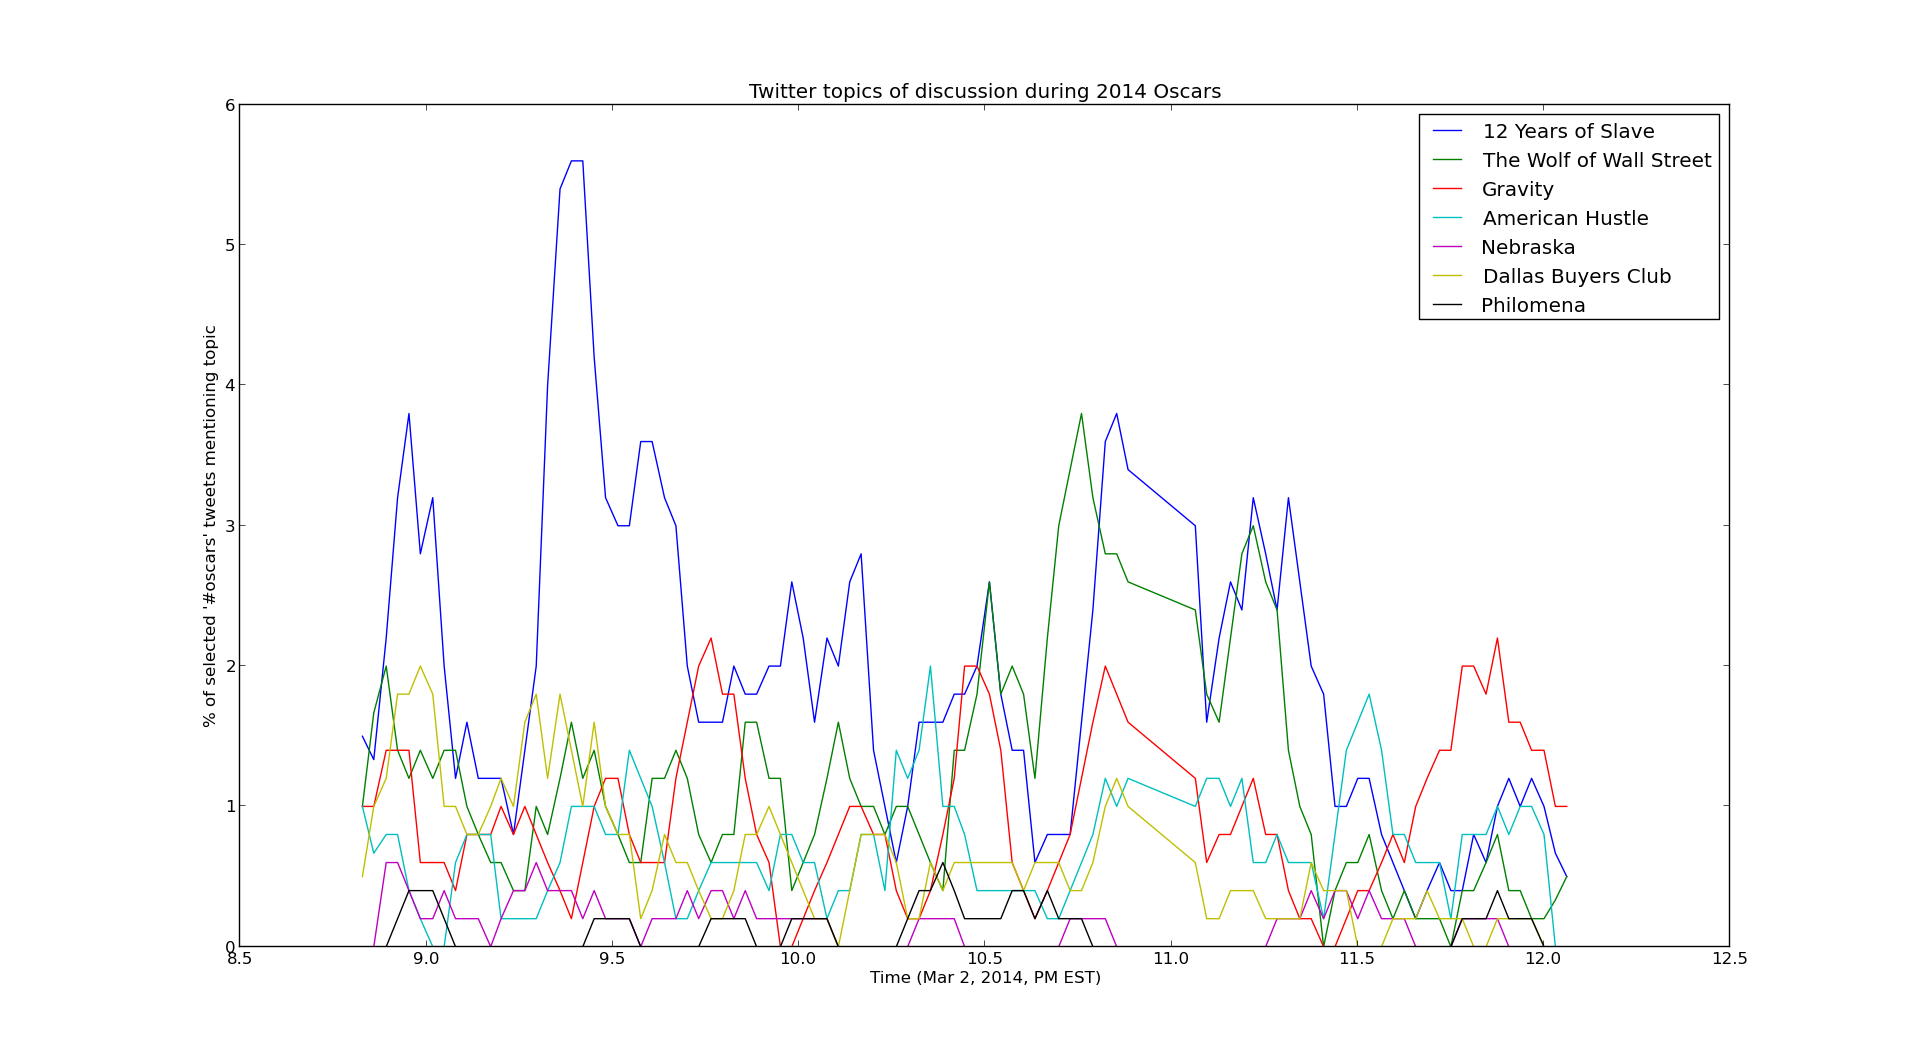 Twitter topics of discussion during 2014 Oscars
6
5
4
3
2
1
0
% of selected '#oscars' tweets mentioning topic
12 Years of Slave
The Wolf of Wall Street
Gravity
American Hustle
Nebraska
Dallas Buyers Club
Philomena
8.5 9.0 9.5 10.0 10.5 11.0 11.5 12.0 12.5
Time (Mar 2, 2014, PM EST)